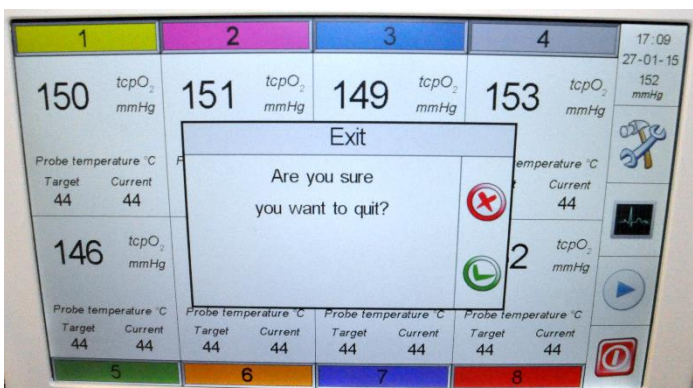 1 2 3 4 17:09
27-01-15
150 tcpO₂ mmHg 151 tcpO₂ mmHg 149 tcpO₂ mmHg 153 tcpO₂ mmHg 152 mmHg
Exit
Are you sure
you want to quit?
Probe temperature °C emperature °C
Target Current Current
44 44 44
146 tcpO₂ mmHg 2 tcpO₂ mmHg
Probe temperature °C Probe temperature °C Probe temperature °C Probe temperature °C
Target Current Target Current Target Current Target Current
44 44 44 44 44 44 44 44
5 6 7 8